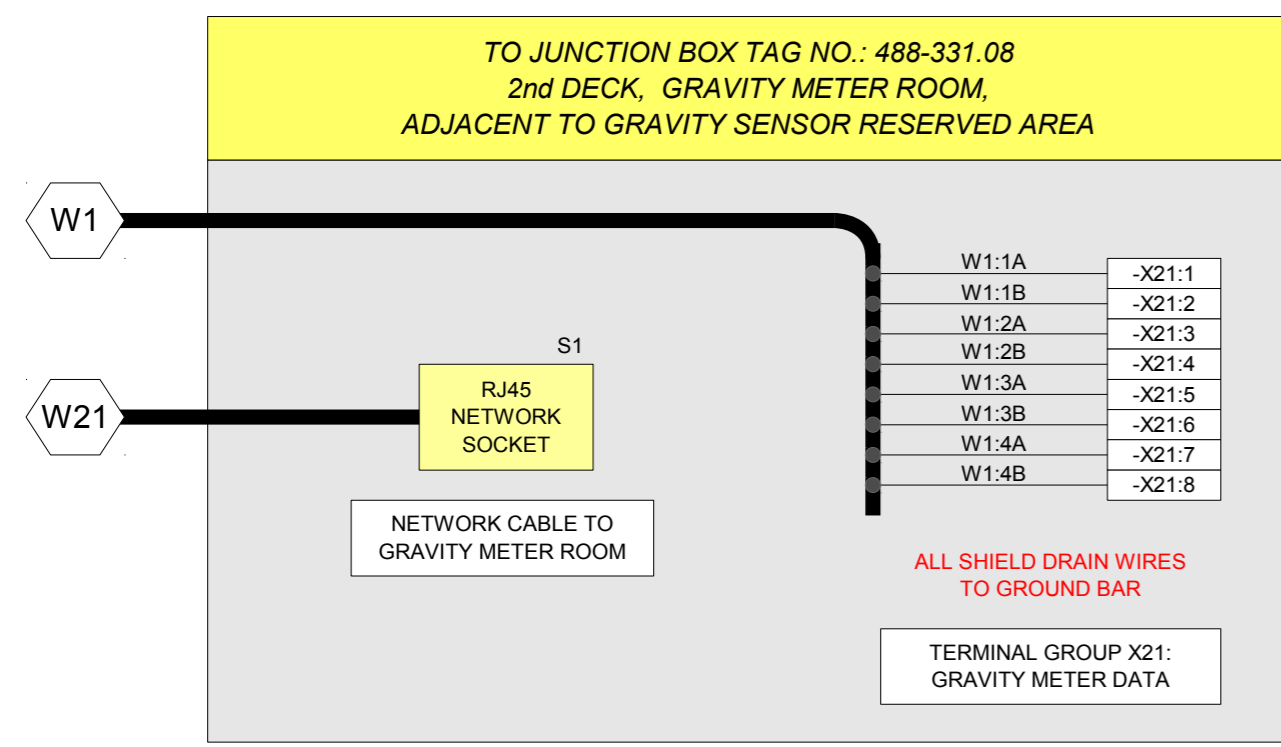 TO JUNCTION BOX TAG NO.: 488-331.08
2nd DECK, GRAVITY METER ROOM,
ADJACENT TO GRAVITY SENSOR RESERVED AREA
W1
W1:1A
-X21:1
W1:1B
-X21:2
W1:2A
-X21:3
W1:2B
-X21:4
W1:3A
-X21:5
W1:3B
-X21:6
W1:4A
-X21:7
W1:4B
-X21:8
S1
W21
RJ45
NETWORK
SOCKET
NETWORK CABLE TO
GRAVITY METER ROOM
ALL SHIELD DRAIN WIRES
TO GROUND BAR
TERMINAL GROUP X21:
GRAVITY METER DATA